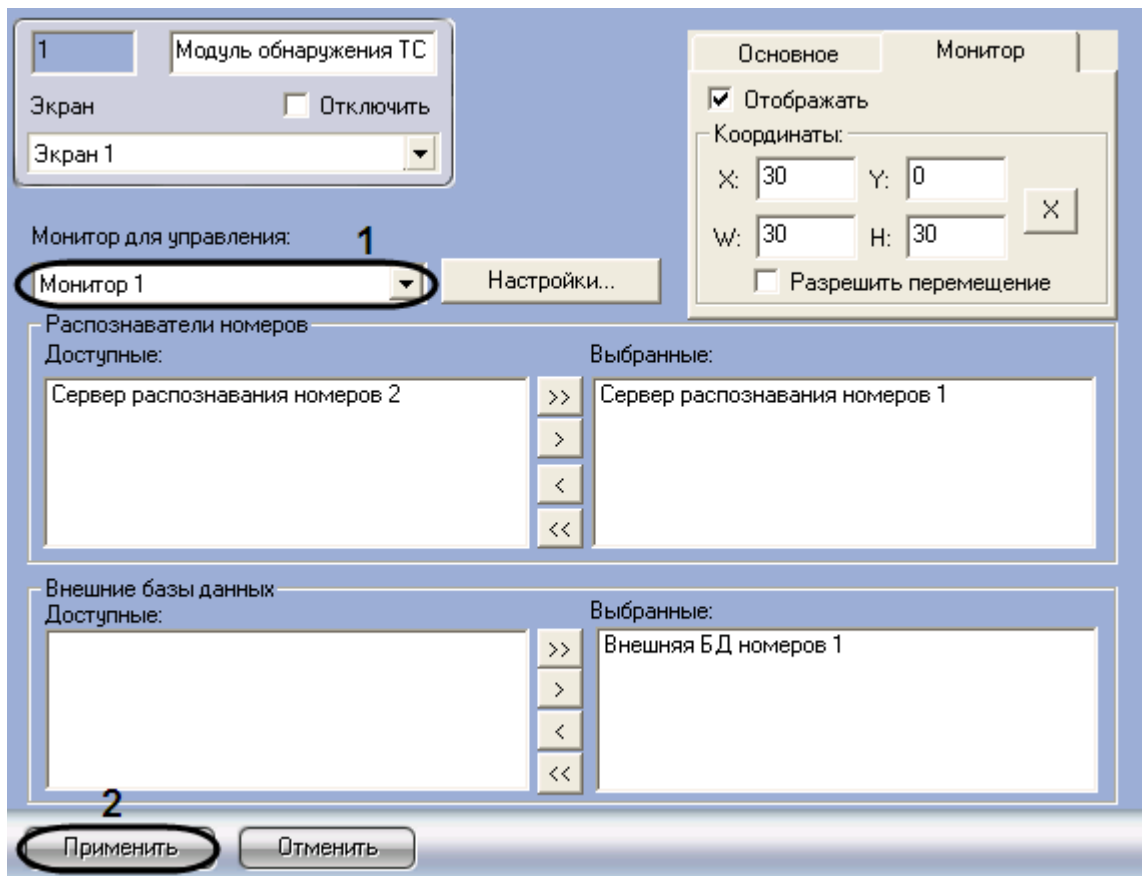 1 Модуль обнаружения ТС
Экран Отключить
Экран 1
Основное Монитор
Отображать
Координаты:
X: 30 Y: 0
X
W: 30 H: 30
Разрешить перемещение
Монитор для управления: 1
Монитор 1 Настройки...
Распознаватели номеров
Доступные: Выбранные:
Сервер распознавания номеров 2 >> Сервер распознавания номеров 1
>
<
<<
Внешние базы данных
Доступные: Выбранные:
>> Внешняя БД номеров 1
>
<
<<
2
Применить Отменить